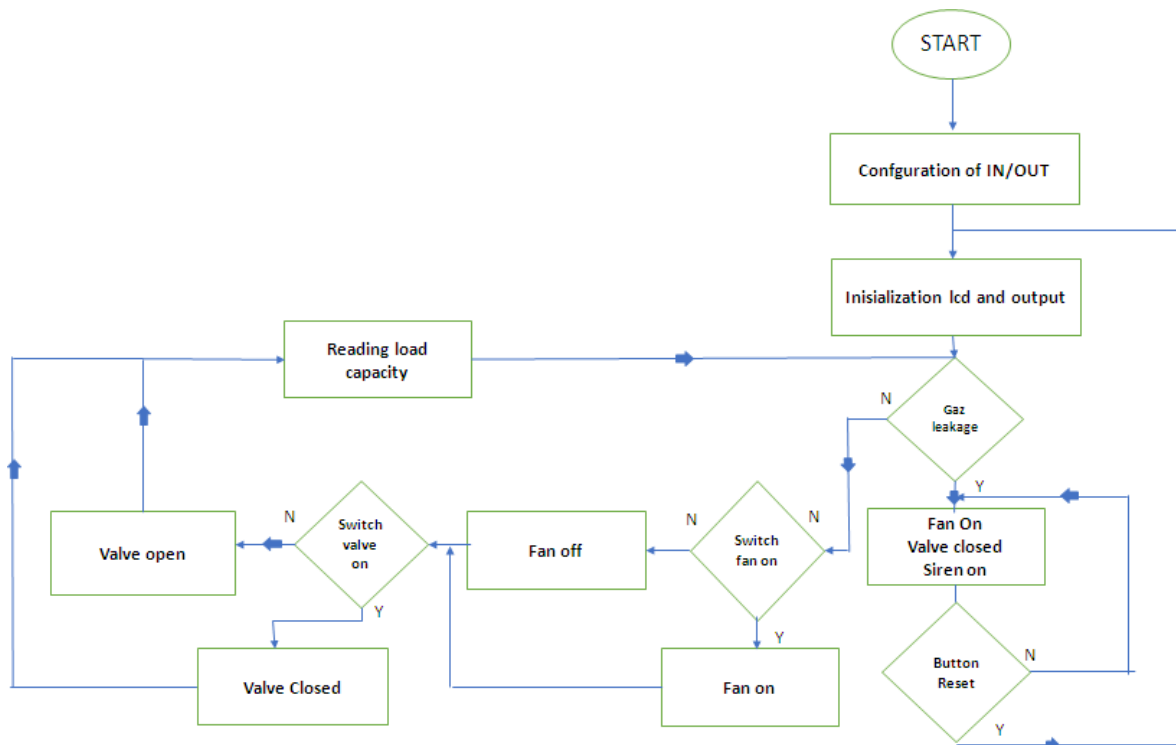 START
Confguration of IN/OUT
Inisialization lcd and output
Reading load
capacity
N
Gaz
leakage
Y
Fan On
Valve closed
Siren on
N
Switch
fan on
N
Y
Fan off
Fan on
Switch
valve
on
N
Y
Valve open
Valve Closed
Button
Reset
N
Y